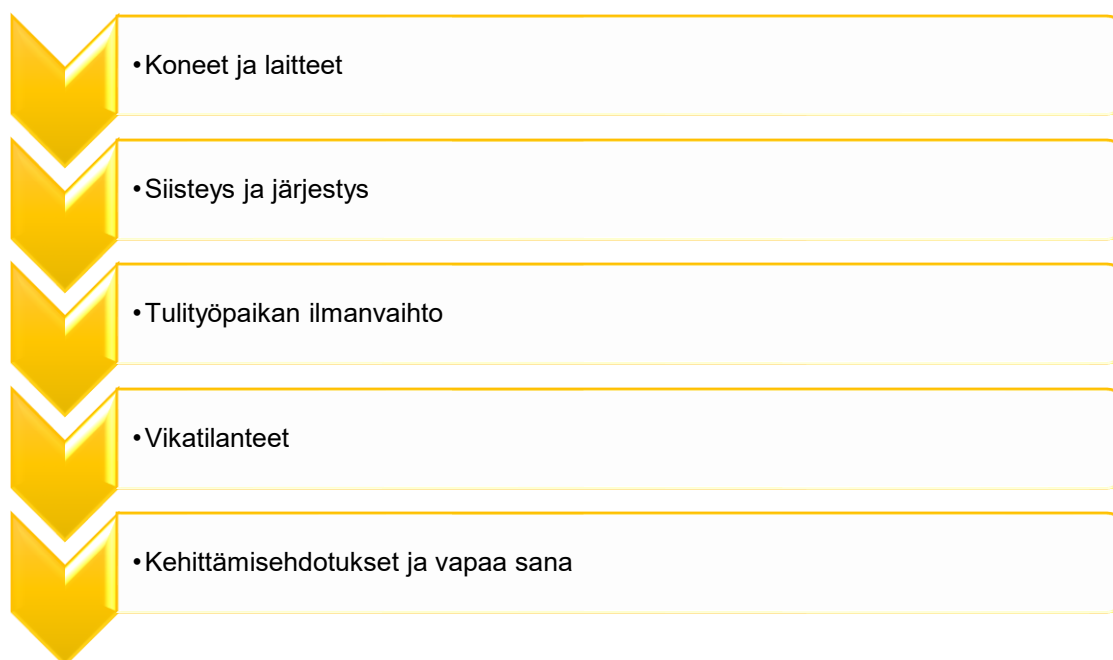 •Koneet ja laitteet
•Siisteys ja järjestys
•Tulityöpaikan ilmanvaihto
•Vikatilanteet
•Kehittämisehdotukset ja vapaa sana